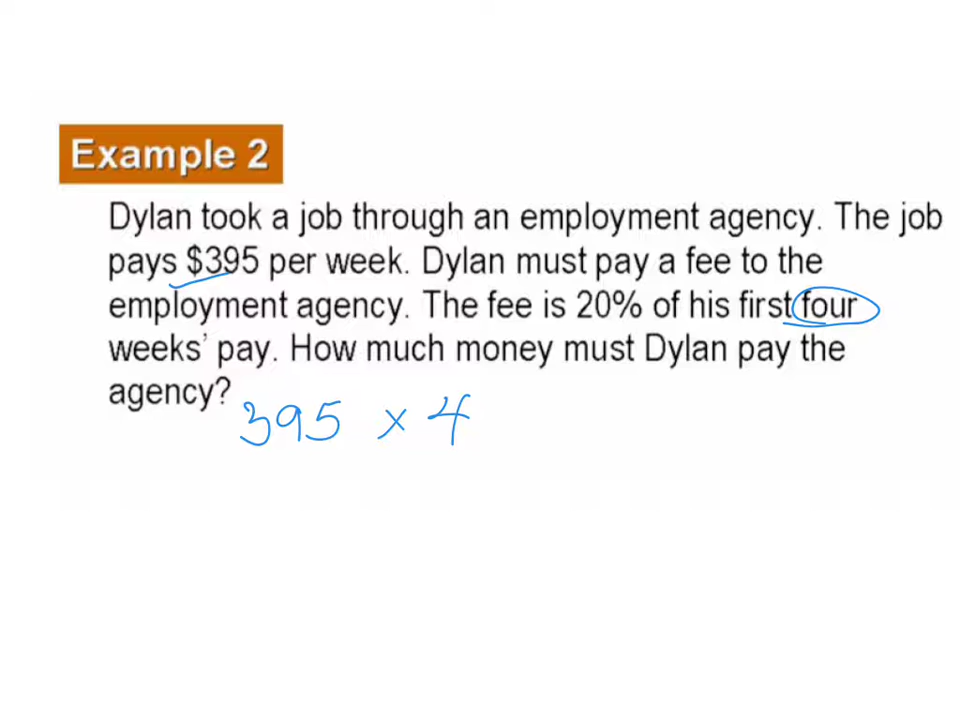 Example 2
Dylan took a job through an employment agency. The job
pays $395 per week. Dylan must pay a fee to the
employment agency. The fee is 20% of his first four
weeks' pay. How much money must Dylan pay the
agency?
395 × 4